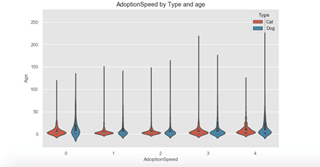 AdoptionSpeed by Type and age
Type
Cat
Dog
250
200
150
100
50
0
Age
0 1 2 3 4
AdoptionSpeed